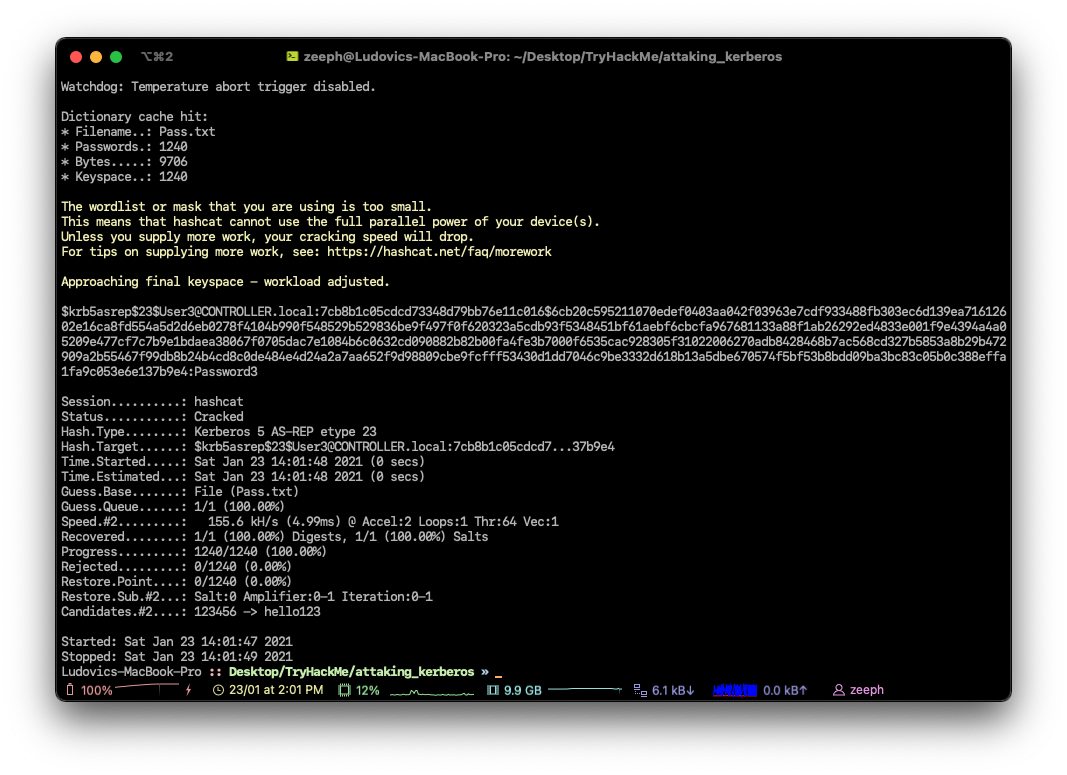 ⌥⌘2
zeeph@Ludovics-MacBook-Pro: ~/Desktop/TryHackMe/attaking_kerberos
Watchdog: Temperature abort trigger disabled.
Dictionary cache hit:
* Filename..: Pass.txt
* Passwords.: 1240
* Bytes.....: 9706
* Keyspace..: 1240
The wordlist or mask that you are using is too small.
This means that hashcat cannot use the full parallel power of your device(s).
Unless you supply more work, your cracking speed will drop.
For tips on supplying more work, see: https://hashcat.net/faq/morework
Approaching final keyspace - workload adjusted.
$krb5asrep$23$User3@CONTROLLER.local:7cb8b1c05cdcd73348d79bb76e11c016$6cb20c595211070edef0403aa042f03963e7cdf933488fb303ec6d139ea716126
02e16ca8fd554a5d2d6eb0278f4104b990f548529b529836be9f497f0f620323a5cdb93f5348451bf61aebf6cbcfa967681133a88f1ab26292ed4833e001f9e4394a4a0
5209e477cf7c7b9e1bdaea38067f0705dac7e1084b6c0632cd090882b82b00fa4fe3b7000f6535cac928305f31022006270adb8428468b7ac568cd327b5853a8b29b472
909a2b55467f99db8b24b4cd8c0de484e4d24a2a7aa652f9d98809cbe9fcfff53430d1dd7046c9be3332d618b13a5dbe670574f5bf53b8bdd09ba3bc83c05b0c388effa
1fa9c053e6e137b9e4:Password3
Session..........: hashcat
Status...........: Cracked
Hash.Type........: Kerberos 5 AS-REP etype 23
Hash.Target......: $krb5asrep$23$User3@CONTROLLER.local:7cb8b1c05cdcd7...37b9e4
Time.Started.....: Sat Jan 23 14:01:48 2021 (0 secs)
Time.Estimated...: Sat Jan 23 14:01:48 2021 (0 secs)
Guess.Base.......: File (Pass.txt)
Guess.Queue......: 1/1 (100.00%)
Speed.#2.........:   155.6 kH/s (4.99ms) @ Accel:2 Loops:1 Thr:64 Vec:1
Recovered........: 1/1 (100.00%) Digests, 1/1 (100.00%) Salts
Progress.........: 1240/1240 (100.00%)
Rejected.........: 0/1240 (0.00%)
Restore.Point....: 0/1240 (0.00%)
Restore.Sub.#2...: Salt:0 Amplifier:0-1 Iteration:0-1
Candidates.#2....: 123456 -> hello123
Started: Sat Jan 23 14:01:47 2021
Stopped: Sat Jan 23 14:01:49 2021
Ludovics-MacBook-Pro :: Desktop/TryHackMe/attaking_kerberos » _
100% 23/01 at 2:01 PM 12% 9.9 GB 6.1 kB↓ 0.0 kB↑ zeeph